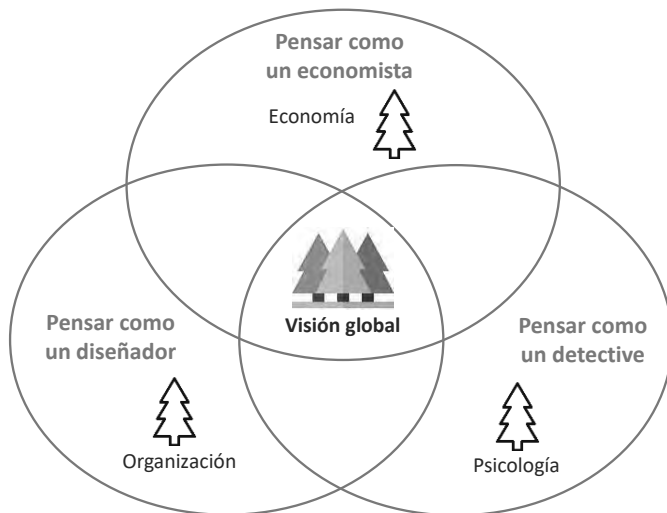 Pensar como
un economista
Economía
Visión global
Pensar como
un diseñador
Organización
Pensar como
un detective
Psicología